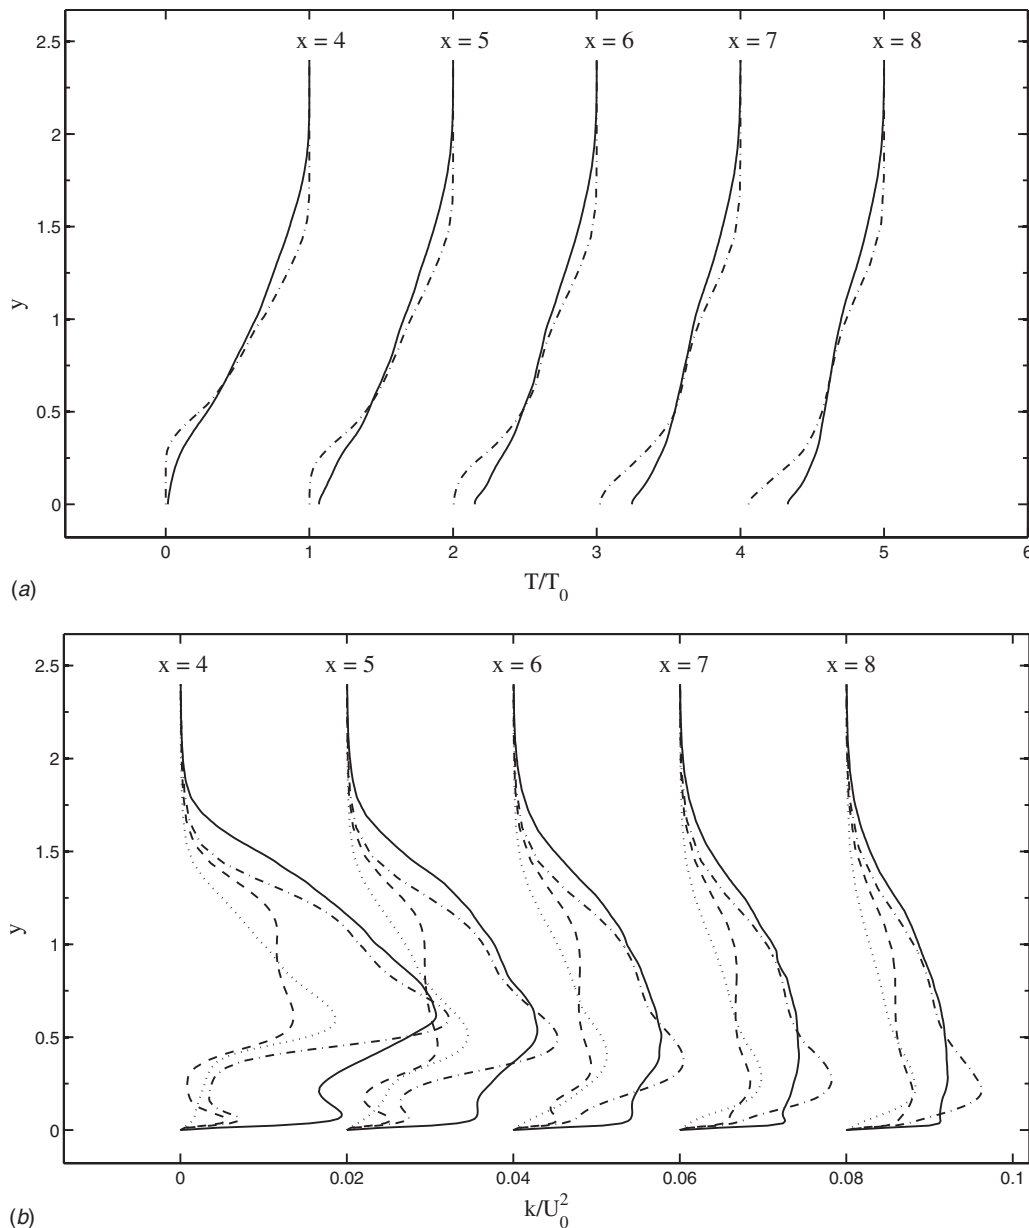 2.5
x = 4 x = 5 x = 6 x = 7 x = 8
2
1.5
y
1
0.5
0
0 1 2 3 4 5 6
T/T0
(a)
2.5
x = 4 x = 5 x = 6 x = 7 x = 8
2
1.5
y
1
0.5
0
0 0.02 0.04 0.06 0.08 0.1
k/U0^2
(b)